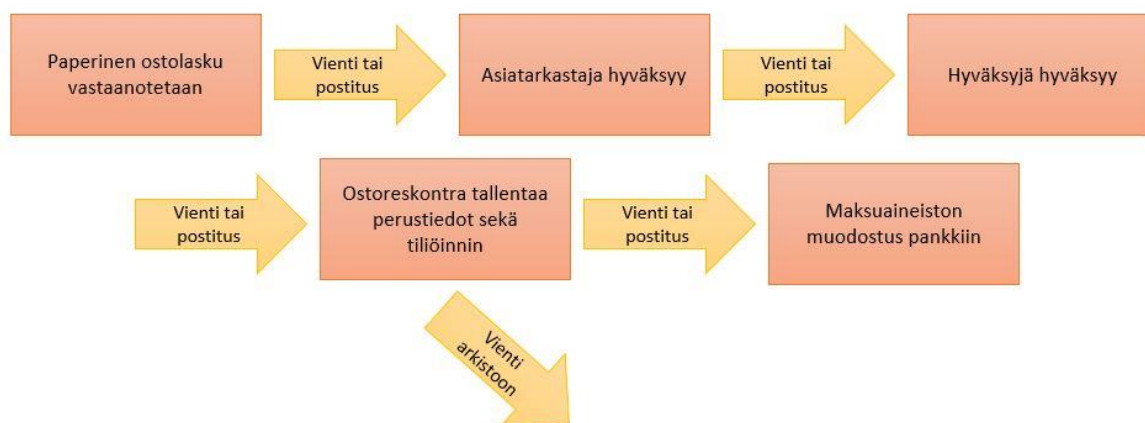 Paperinen ostolasku
vastaanotetaan
Vienti tai
postitus
Asiatarkastaja hyväksyy
Vienti tai
postitus
Hyväksyjä hyväksyy
Vienti tai
postitus
Ostoreskontra tallentaa
perustiedot sekä
tiliöinnin
Vienti tai
postitus
Maksuaineiston
muodostus pankkiin
Vienti
arkistoon